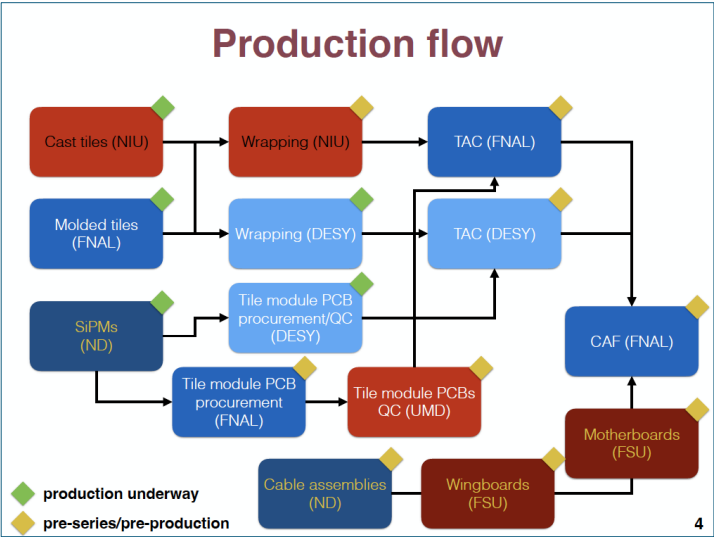 Production flow
Cast tiles (NIU)
Wrapping (NIU)
TAC (FNAL)
Molded tiles
(FNAL)
Wrapping (DESY)
TAC (DESY)
SiPMs
(ND)
Tile module PCB
procurement/QC
(DESY)
CAF (FNAL)
Tile module PCB
procurement
(FNAL)
Tile module PCBs
QC (UMD)
Motherboards
(FSU)
Cable assemblies
(ND)
Wingboards
(FSU)
production underway
pre-series/pre-production
4